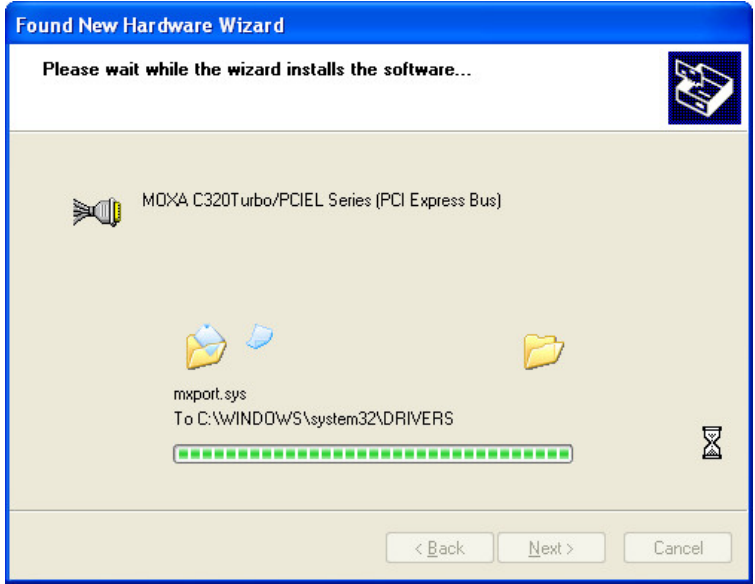 Found New Hardware Wizard
Please wait while the wizard installs the software...
MOXA C320Turbo/PCIEL Series (PCI Express Bus)
mxport.sys
To C:\WINDOWS\system32\DRIVERS
< Back Next > Cancel